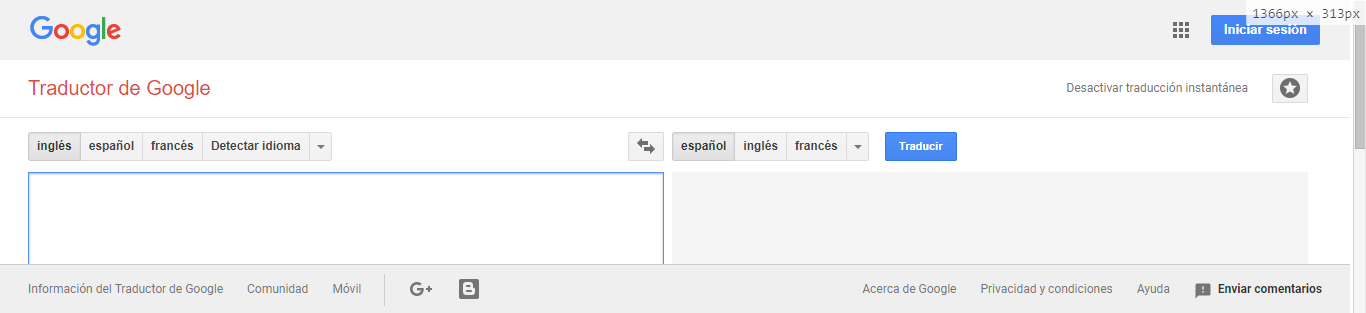 Google
1366px × 313px
Iniciar sesión
Traductor de Google
Desactivar traducción instantánea
inglés español francés Detectar idioma
español inglés francés
Traducir
Información del Traductor de Google Comunidad Móvil G+ B
Acerca de Google Privacidad y condiciones Ayuda Enviar comentarios